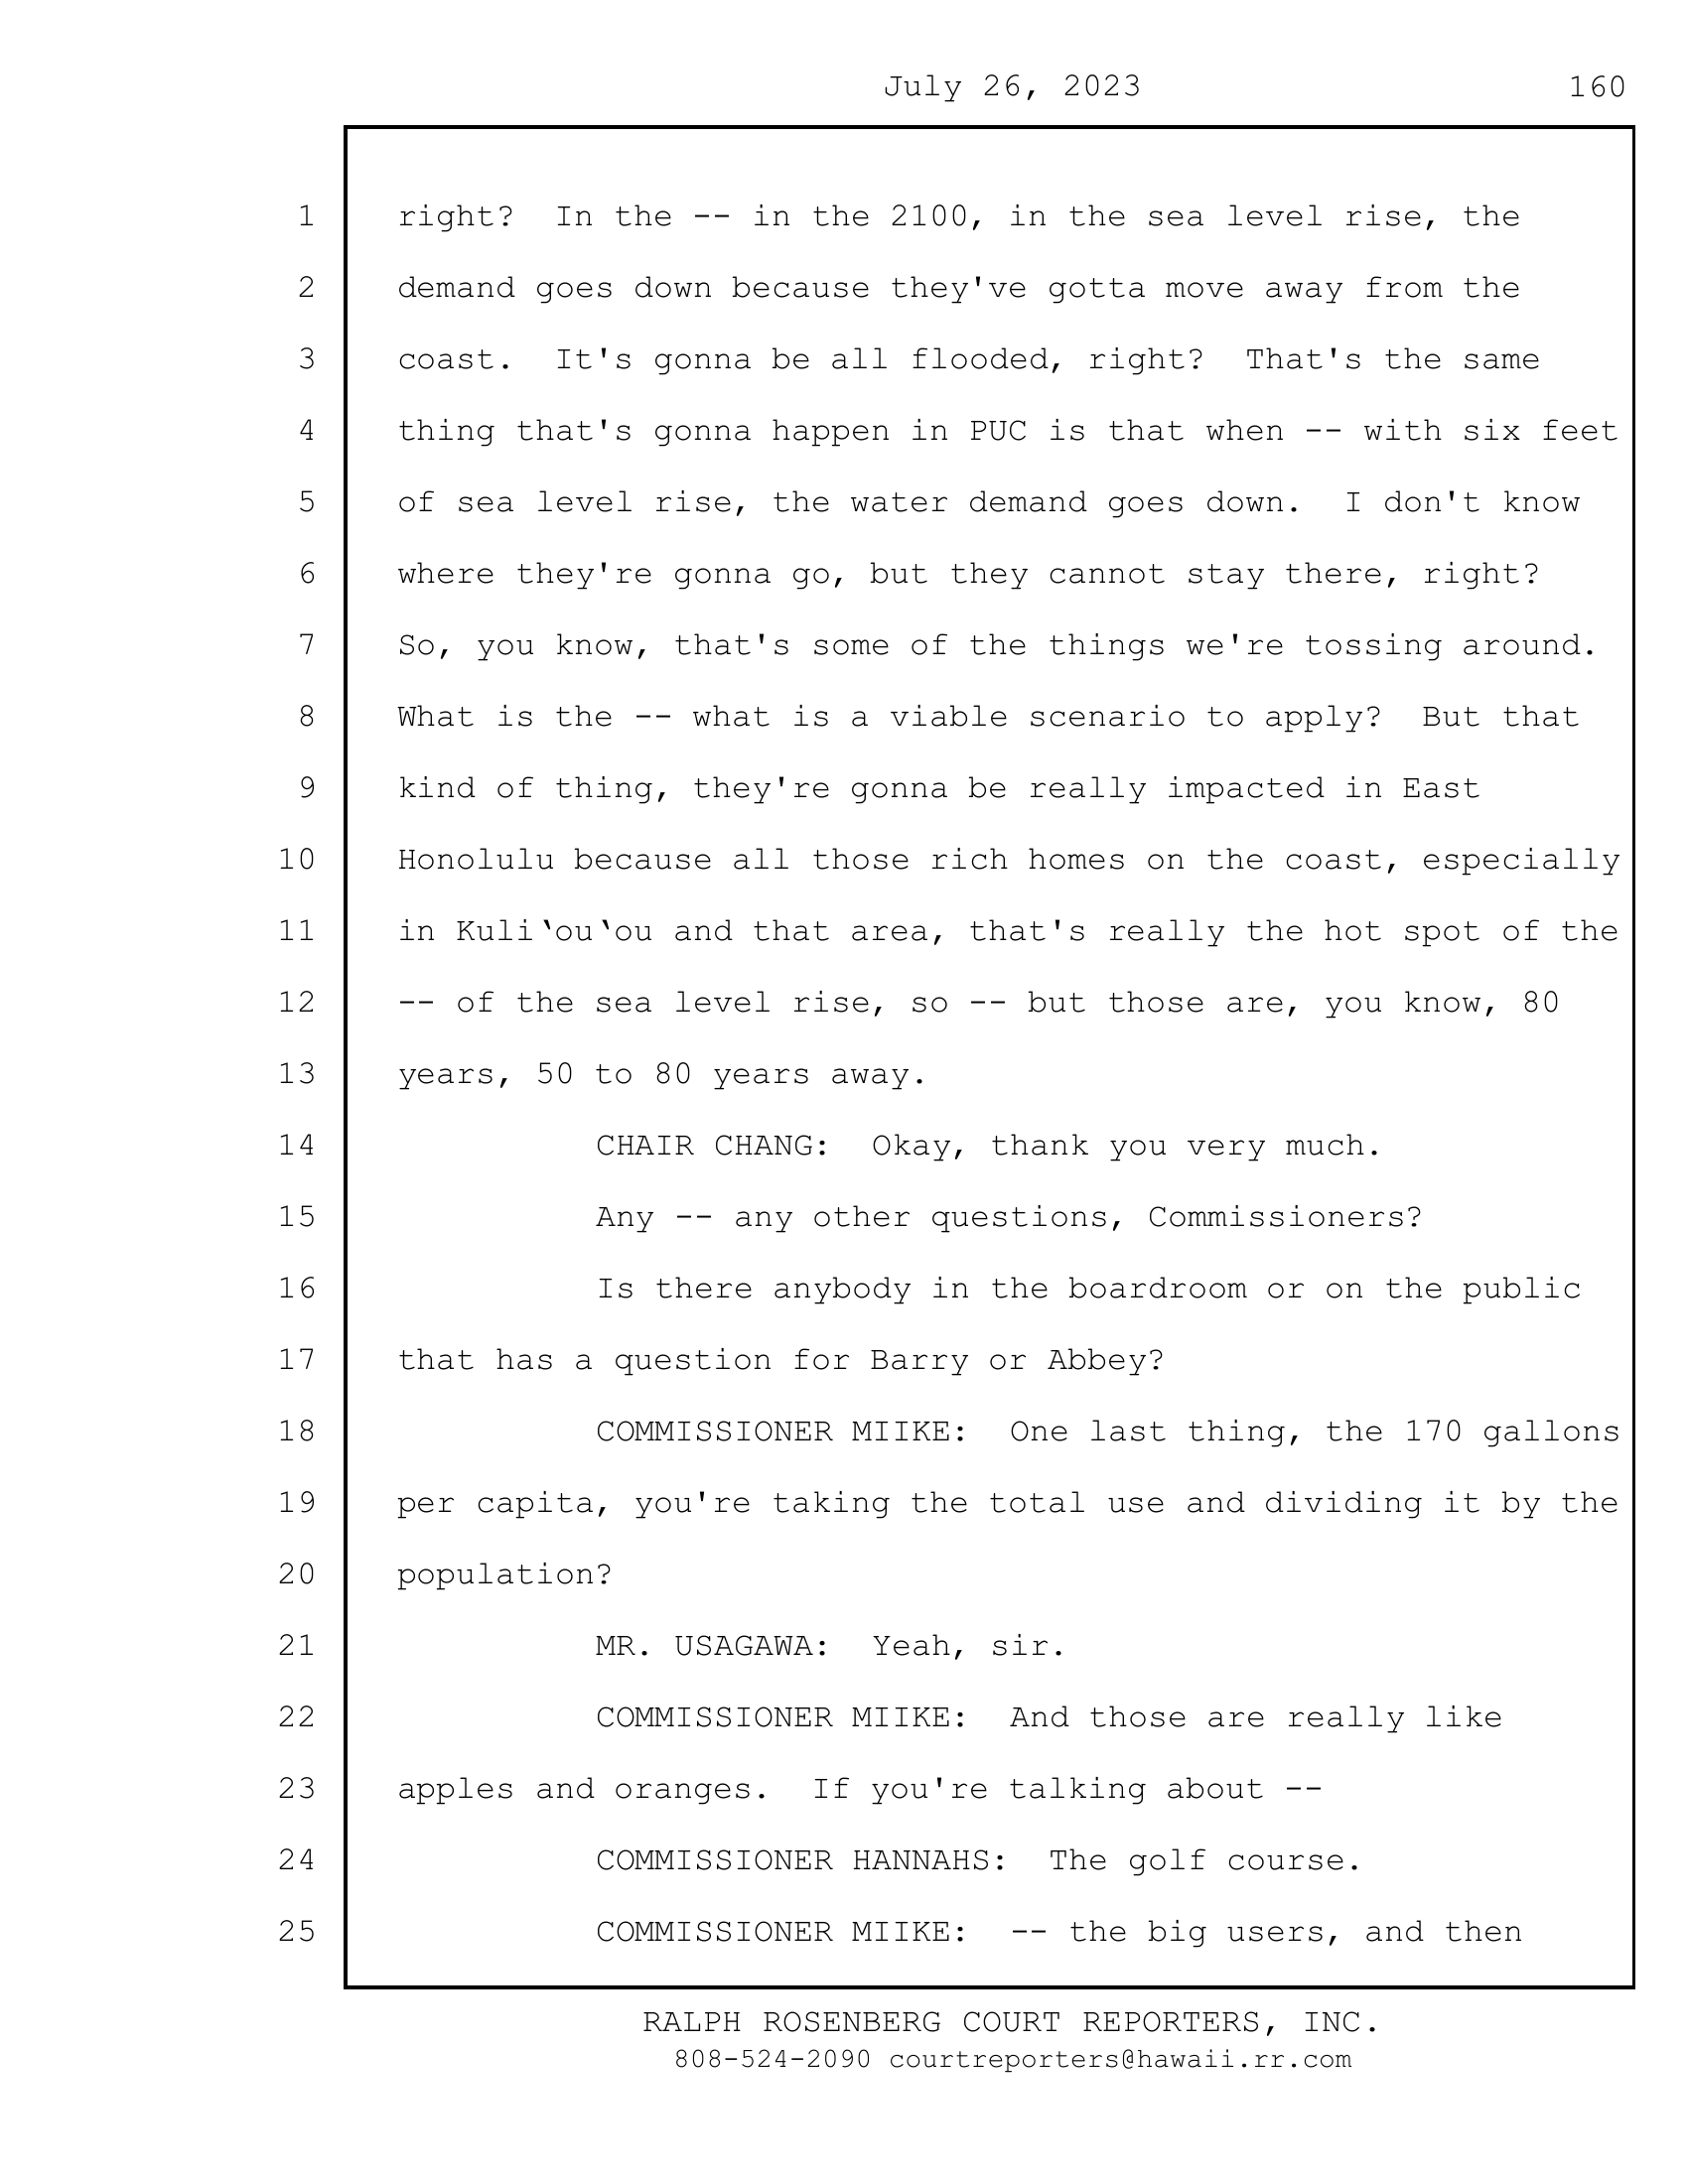 July 26, 2023 160
1 right? In the -- in the 2100, in the sea level rise, the
2 demand goes down because they've gotta move away from the
3 coast. It's gonna be all flooded, right? That's the same
4 thing that's gonna happen in PUC is that when -- with six feet
5 of sea level rise, the water demand goes down. I don't know
6 where they're gonna go, but they cannot stay there, right?
7 So, you know, that's some of the things we're tossing around.
8 What is the -- what is a viable scenario to apply? But that
9 kind of thing, they're gonna be really impacted in East
10 Honolulu because all those rich homes on the coast, especially
11 in Kuli‘ou‘ou and that area, that's really the hot spot of the
12 -- of the sea level rise, so -- but those are, you know, 80
13 years, 50 to 80 years away.
14 CHAIR CHANG: Okay, thank you very much.
15 Any -- any other questions, Commissioners?
16 Is there anybody in the boardroom or on the public
17 that has a question for Barry or Abbey?
18 COMMISSIONER MIIKE: One last thing, the 170 gallons
19 per capita, you're taking the total use and dividing it by the
20 population?
21 MR. USAGAWA: Yeah, sir.
22 COMMISSIONER MIIKE: And those are really like
23 apples and oranges. If you're talking about --
24 COMMISSIONER HANNAHS: The golf course.
25 COMMISSIONER MIIKE: -- the big users, and then
RALPH ROSENBERG COURT REPORTERS, INC.
808-524-2090 courtreporters@hawaii.rr.com